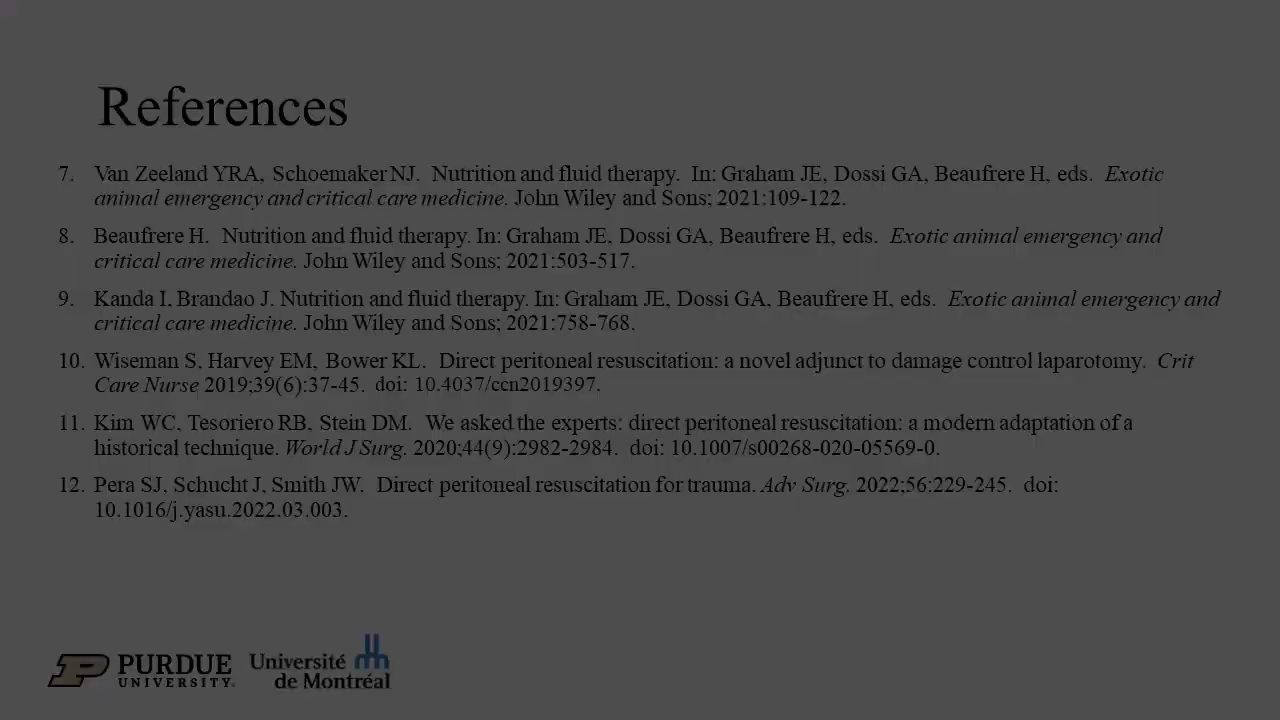 References
7. Van Zeeland YRA, Schoemaker NJ. Nutrition and fluid therapy. In: Graham JE, Dossi GA, Beaufrere H, eds. Exotic
animal emergency and critical care medicine. John Wiley and Sons; 2021:109-122.
8. Beaufrere H. Nutrition and fluid therapy. In: Graham JE, Dossi GA, Beaufrere H, eds. Exotic animal emergency and
critical care medicine. John Wiley and Sons; 2021:503-517.
9. Kanda I. Brandao J. Nutrition and fluid therapy. In: Graham JE, Dossi GA, Beaufrere H, eds. Exotic animal emergency and
critical care medicine. John Wiley and Sons; 2021:758-768.
10. Wiseman S, Harvey EM, Bower KL. Direct peritoneal resuscitation: a novel adjunct to damage control laparotomy. Crit
Care Nurse 2019;39(6):37-45. doi: 10.4037/ccn2019397.
11. Kim WC, Tesoriero RB, Stein DM. We asked the experts: direct peritoneal resuscitation: a modern adaptation of a
historical technique. World J Surg. 2020;44(9):2982-2984. doi: 10.1007/s00268-020-05569-0.
12. Pera SJ, Schucht J, Smith JW. Direct peritoneal resuscitation for trauma. Adv Surg. 2022;56:229-245. doi:
10.1016/j.yasu.2022.03.003.
P PURDUE UNIVERSITY.
Université
de Montréal